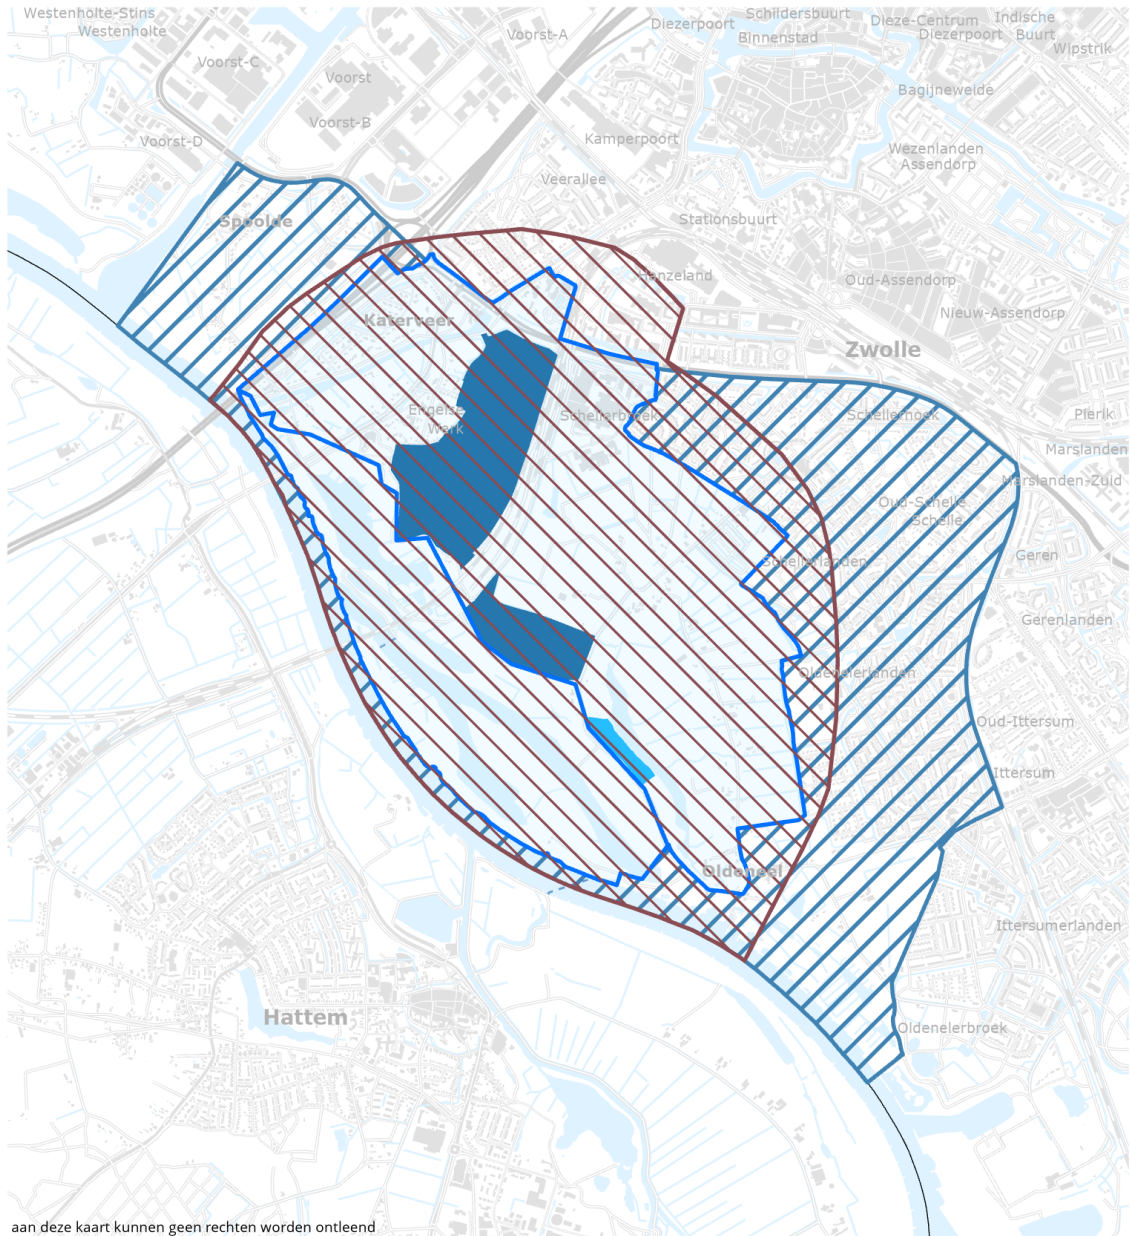 Westenholte-Stins
Westenholte
Voorst-C
Voorst
Voorst-A
Voorst-B
Voorst-D
Diezerpoort
Schildersbuurt
Binnenstad
Dieze-Centrum
Diezerpoort
Indische
Buurt
Wipstrik
Bagijneweide
Kamperpoort
Wezenlanden
Assendorp
Veerallee
Stationsbuurt
Spoolde
Hanzeland
Oud-Assendorp
Nieuw-Assendorp
Katerveer
Zwolle
Engelse
Werk
Schellerbroek
Schellerhoek
Pierik
Marslanden
Marslanden-Zuid
Oud-Schelle
Schelle
Schellerlanden
Geren
Gerenlanden
Oldenelerlanden
Oud-Ittersum
Ittersum
Oldeneel
Ittersumerlanden
Hattem
Oldenelerbroek
aan deze kaart kunnen geen rechten worden ontleend